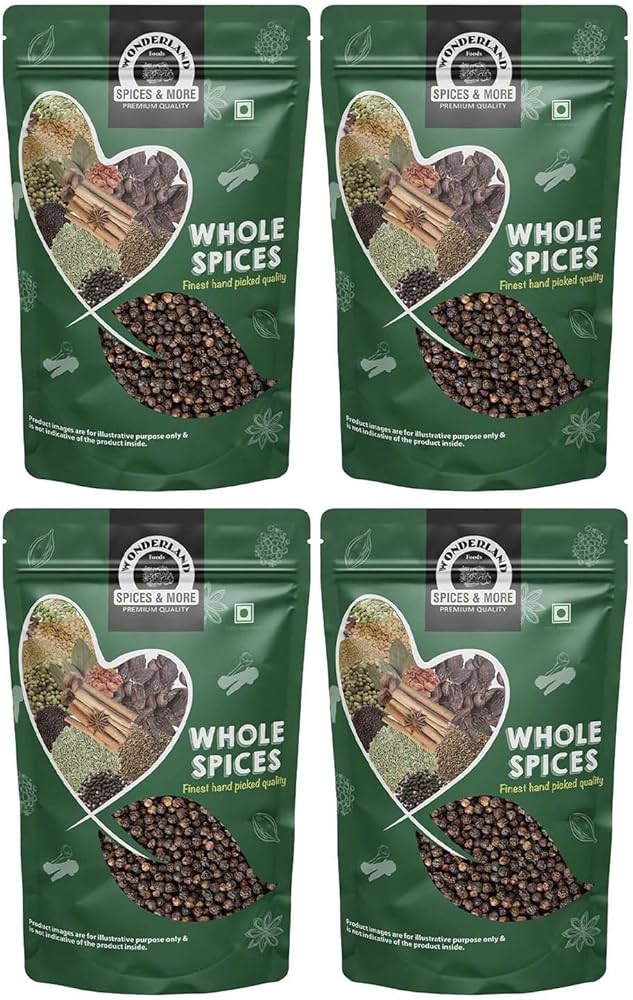 WONDERLAND
Foods
SPICES & MORE
PREMIUM QUALITY
WHOLE
SPICES
Finest hand picked quality
Product images are for illustrative purpose only &
is not indicative of the product inside.
WONDERLAND
Foods
SPICES & MORE
PREMIUM QUALITY
WHOLE
SPICES
Finest hand picked quality
Product images are for illustrative purpose only &
is not indicative of the product inside.
WONDERLAND
Foods
SPICES & MORE
PREMIUM QUALITY
WHOLE
SPICES
Finest hand picked quality
Product images are for illustrative purpose only &
is not indicative of the product inside.
WONDERLAND
Foods
SPICES & MORE
PREMIUM QUALITY
WHOLE
SPICES
Finest hand picked quality
Product images are for illustrative purpose only &
is not indicative of the product inside.